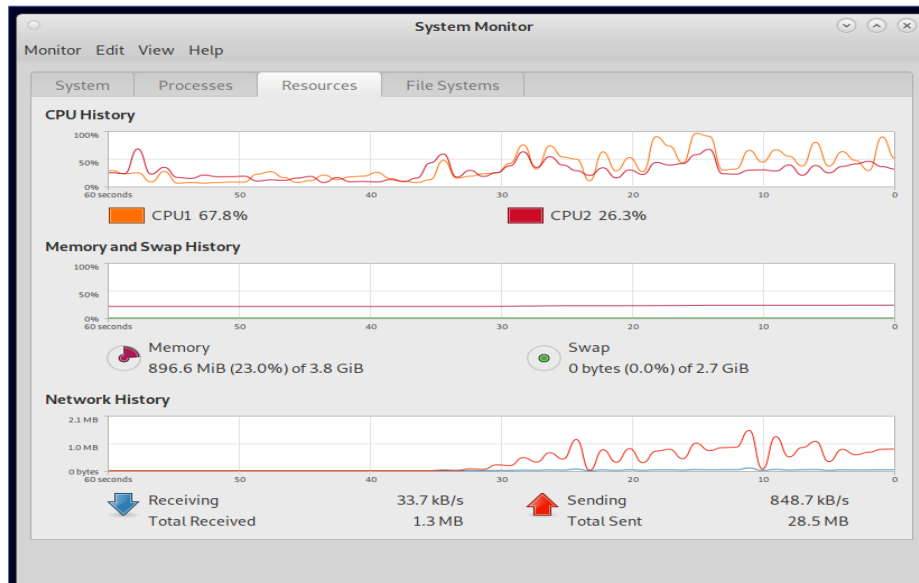 System Monitor
Monitor Edit View Help
System Processes Resources File Systems
CPU History
100%
50%
0%
60 seconds 50 40 30 20 10 0
CPU1 67.8% CPU2 26.3%
Memory and Swap History
100%
50%
0%
60 seconds 50 40 30 20 10 0
Memory Swap
896.6 MiB (23.0%) of 3.8 GiB 0 bytes (0.0%) of 2.7 GiB
Network History
2.1 MB
1.0 MB
0 bytes
60 seconds 50 40 30 20 10 0
Receiving 33.7 kB/s Sending 848.7 kB/s
Total Received 1.3 MB Total Sent 28.5 MB